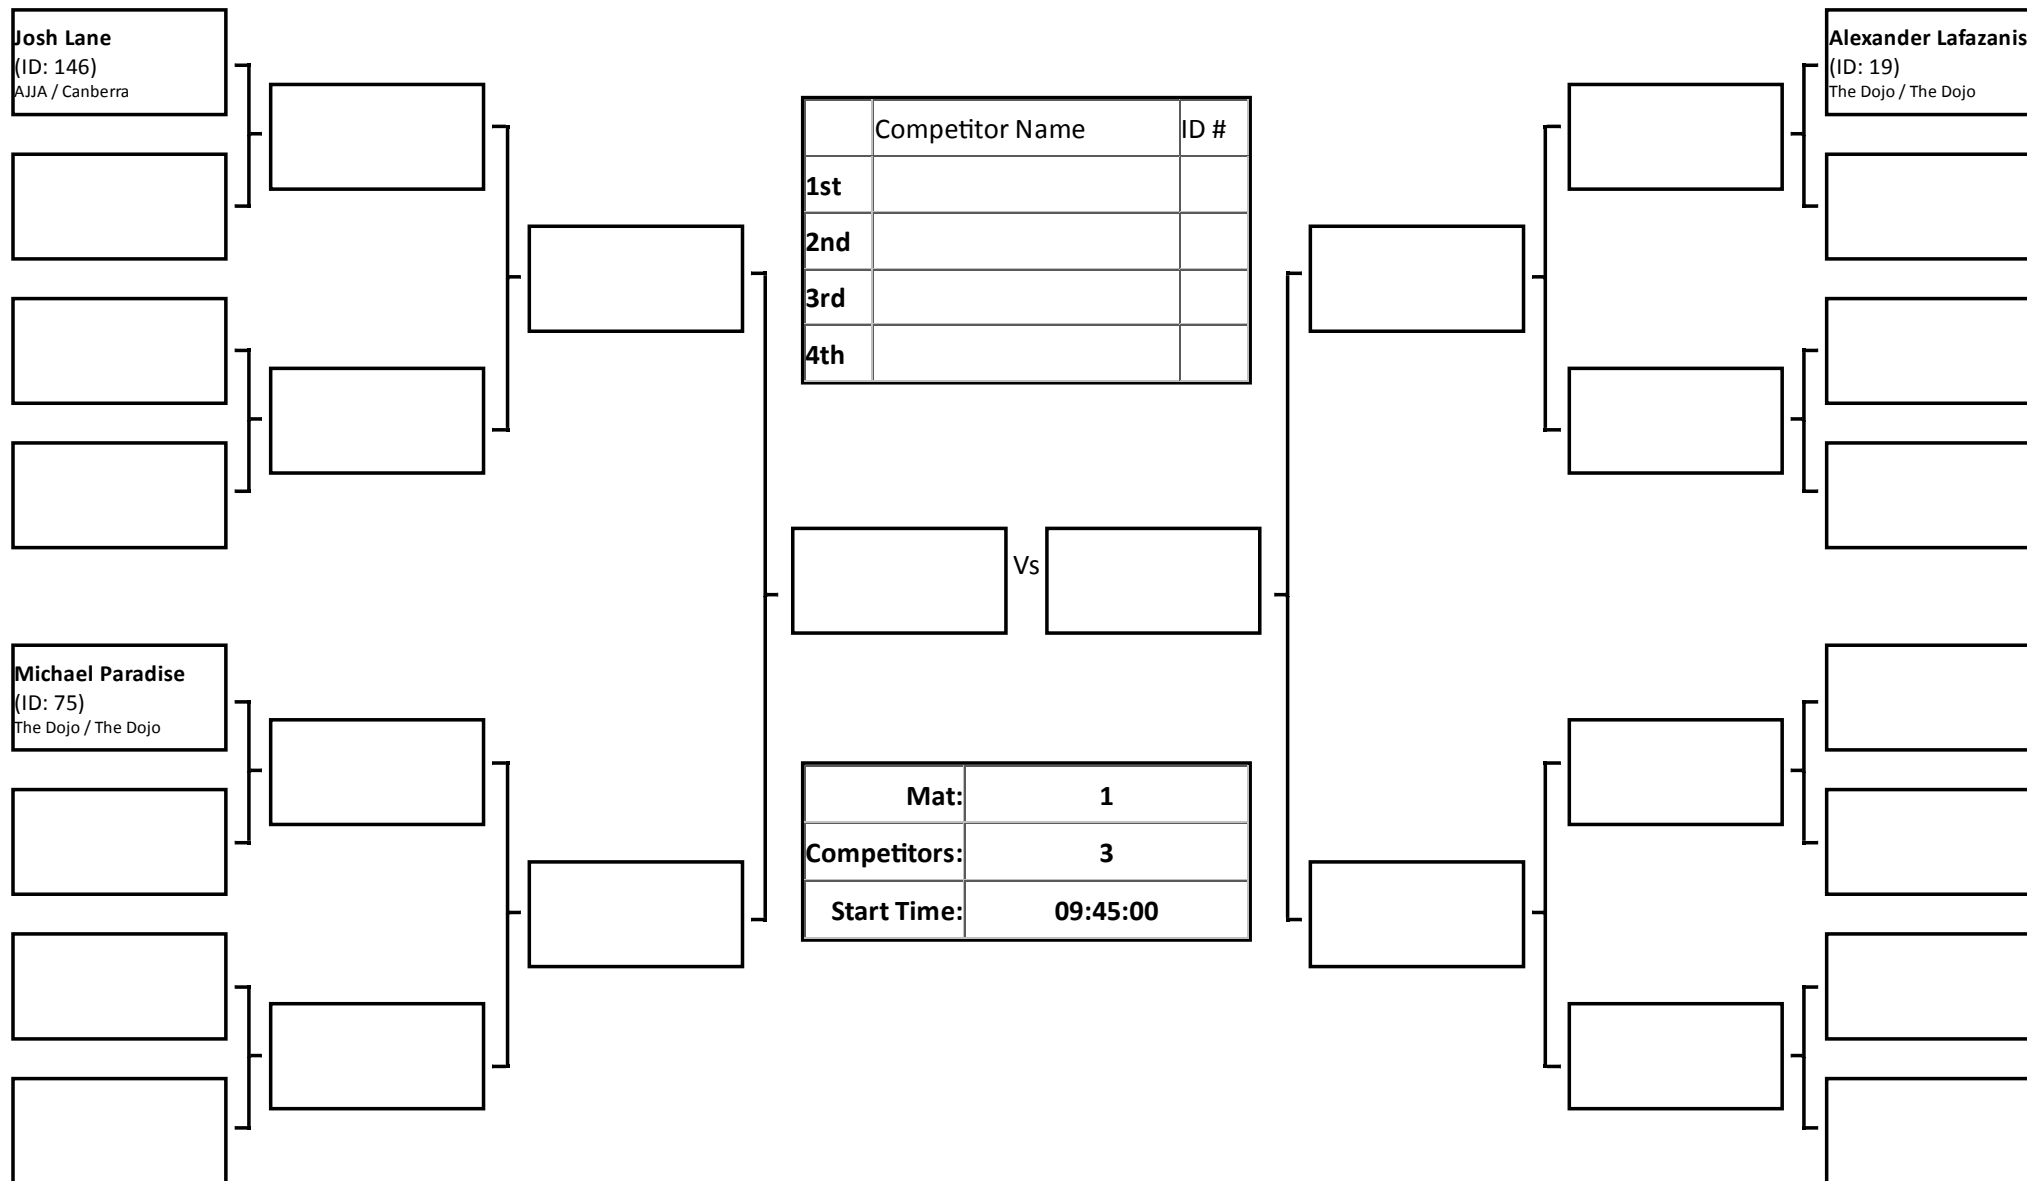 Josh Lane
(ID: 146)
AJJA / Canberra
Alexander Lafazanis
(ID: 19)
The Dojo / The Dojo
Competitor Name ID #
1st
2nd
3rd
4th
Vs
Michael Paradise
(ID: 75)
The Dojo / The Dojo
Mat: 1
Competitors: 3
Start Time: 09:45:00